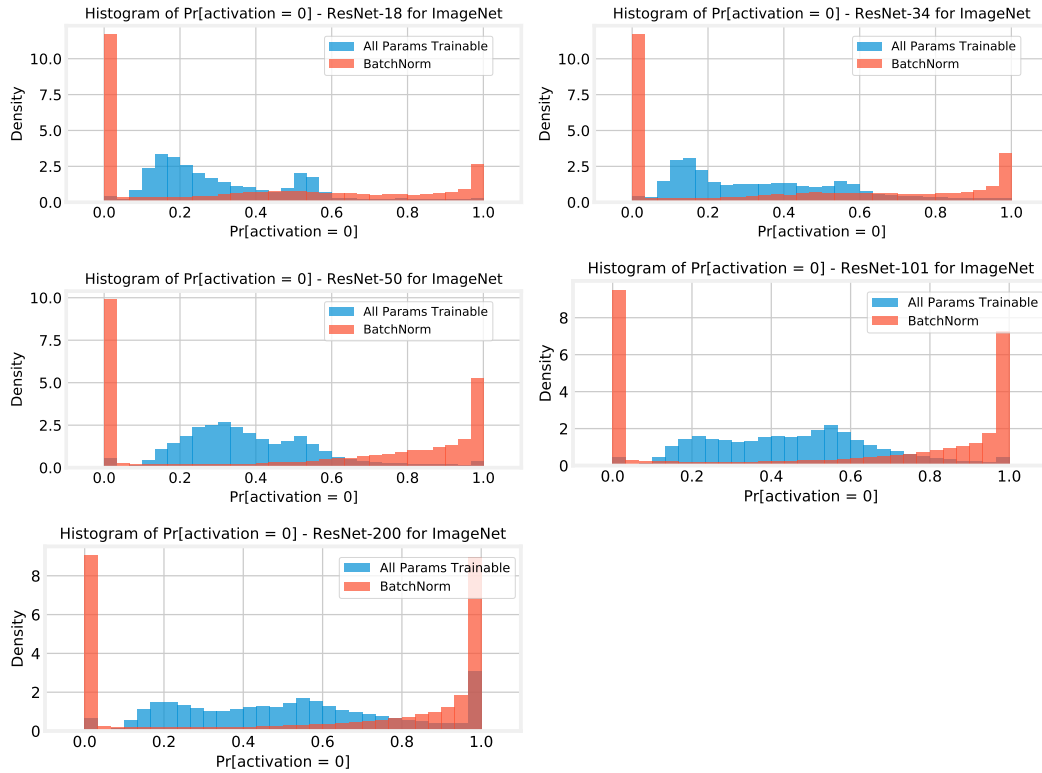 Histogram of Pr[activation = 0] - ResNet-18 for ImageNet
All Params Trainable
BatchNorm
Density
10.0
7.5
5.0
2.5
0.0
0.0 0.2 0.4 0.6 0.8 1.0
Pr[activation = 0]
Histogram of Pr[activation = 0] - ResNet-34 for ImageNet
All Params Trainable
BatchNorm
Density
10.0
7.5
5.0
2.5
0.0
0.0 0.2 0.4 0.6 0.8 1.0
Pr[activation = 0]
Histogram of Pr[activation = 0] - ResNet-50 for ImageNet
All Params Trainable
BatchNorm
Density
10.0
7.5
5.0
2.5
0.0
0.0 0.2 0.4 0.6 0.8 1.0
Pr[activation = 0]
Histogram of Pr[activation = 0] - ResNet-101 for ImageNet
All Params Trainable
BatchNorm
Density
8
6
4
2
0
0.0 0.2 0.4 0.6 0.8 1.0
Pr[activation = 0]
Histogram of Pr[activation = 0] - ResNet-200 for ImageNet
All Params Trainable
BatchNorm
Density
8
6
4
2
0
0.0 0.2 0.4 0.6 0.8 1.0
Pr[activation = 0]